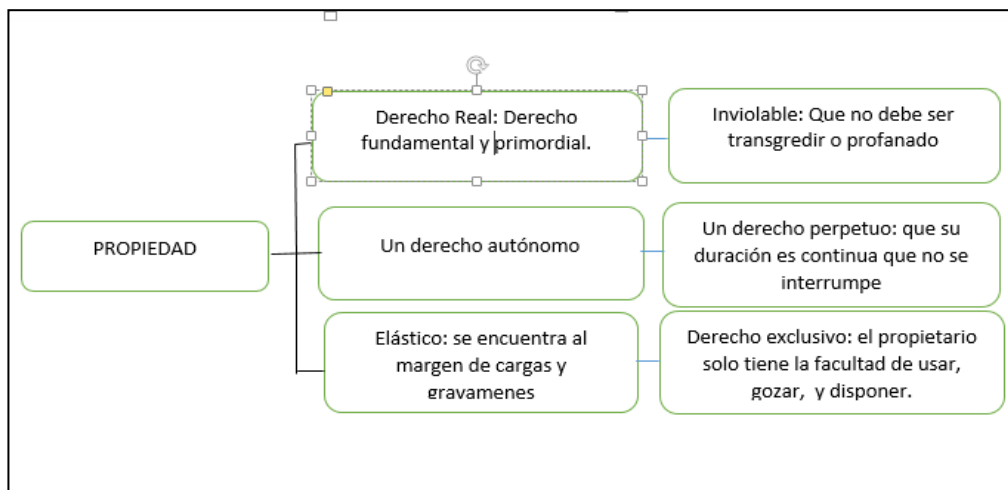 Derecho Real: Derecho
fundamental y primordial.
Inviolable: Que no debe ser
transgredir o profanado
PROPIEDAD
Un derecho autónomo
Un derecho perpetuo: que su
duración es continua que no se
interrumpe
Elástico: se encuentra al
margen de cargas y
gravamenes
Derecho exclusivo: el propietario
solo tiene la facultad de usar,
gozar,  y disponer.